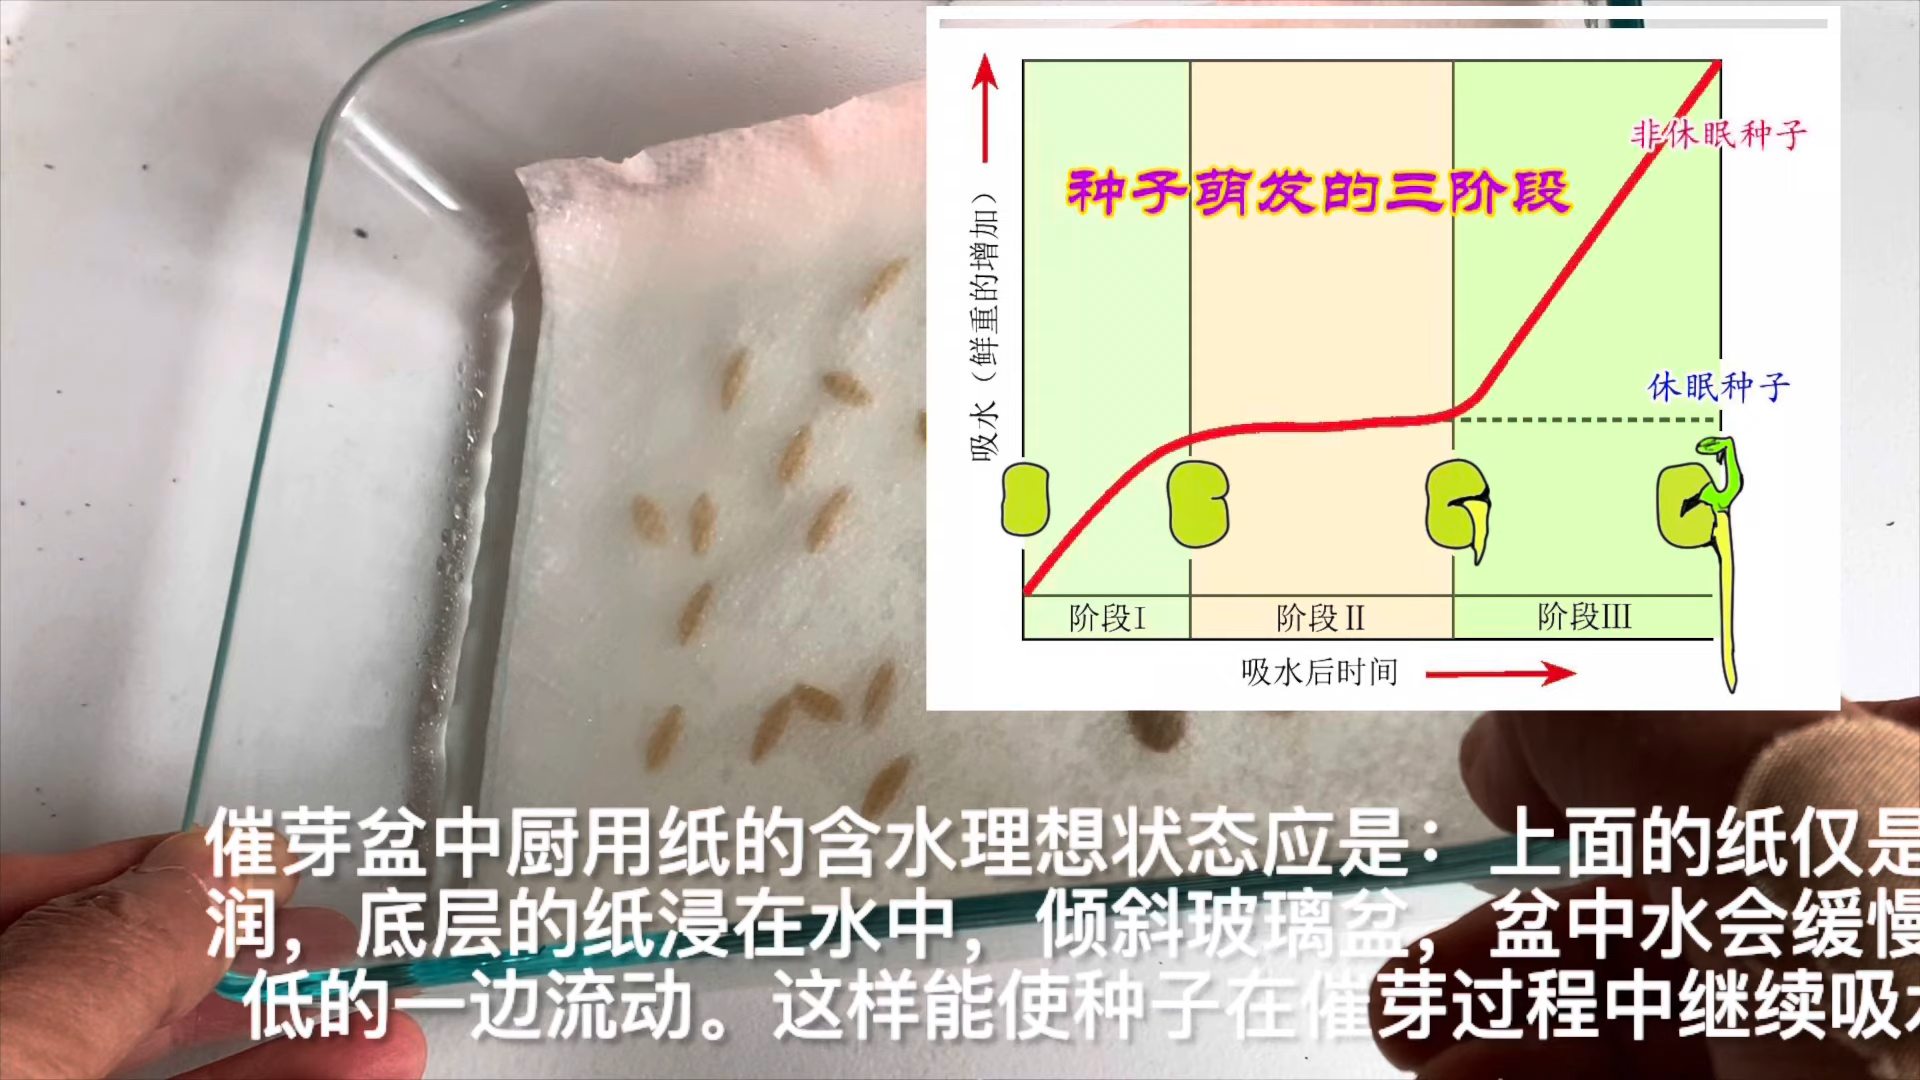 种子萌发的三阶段
非休眠种子
休眠种子
吸水（鲜重的增加）
阶段I
阶段Ⅱ
阶段Ⅲ
吸水后时间
催芽盆中厨用纸的含水理想状态应是：上面的纸仅是
润，底层的纸浸在水中，倾斜玻璃盆，盆中水会缓慢
低的一边流动。这样能使种子在催芽过程中继续吸水